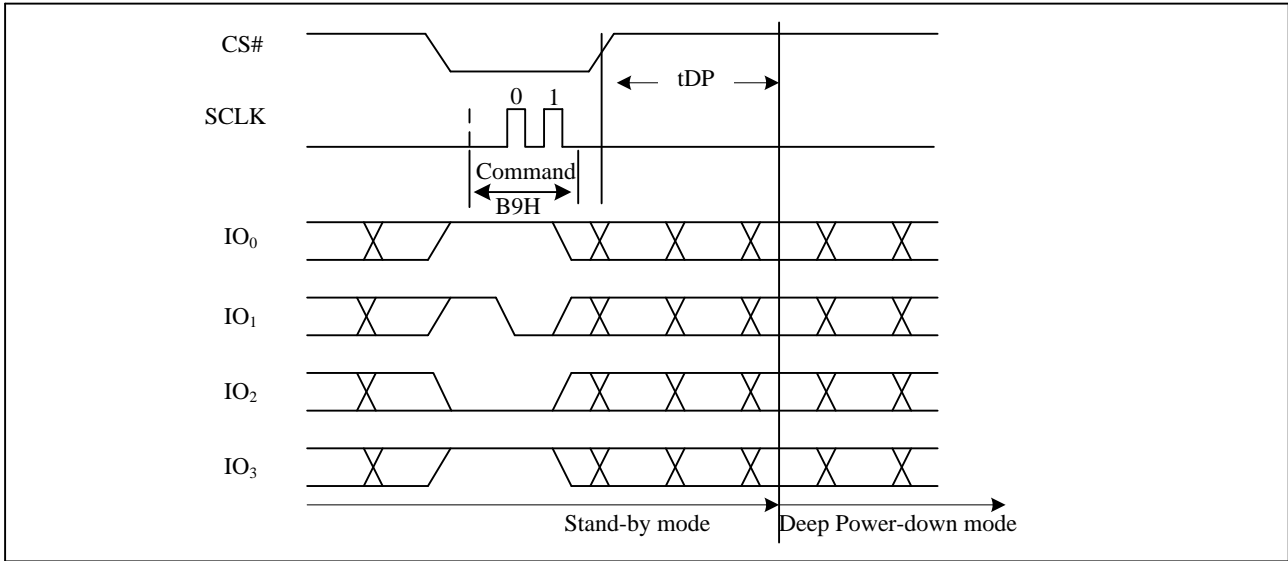 CS#
tDP
0 1
SCLK
Command
B9H
IO0
IO1
IO2
IO3
Stand-by mode
Deep Power-down mode